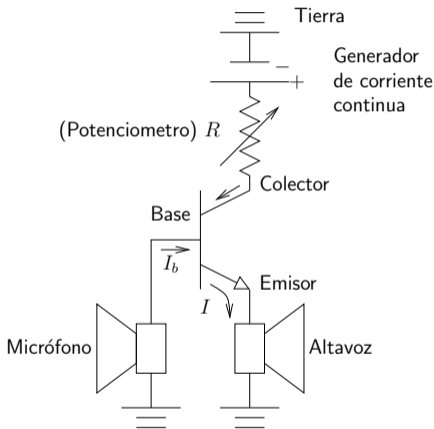 Tierra
−
Generador
+
de corriente
continua
(Potenciometro) R
Colector
Base
I_b
Emisor
I
Micrófono
Altavoz